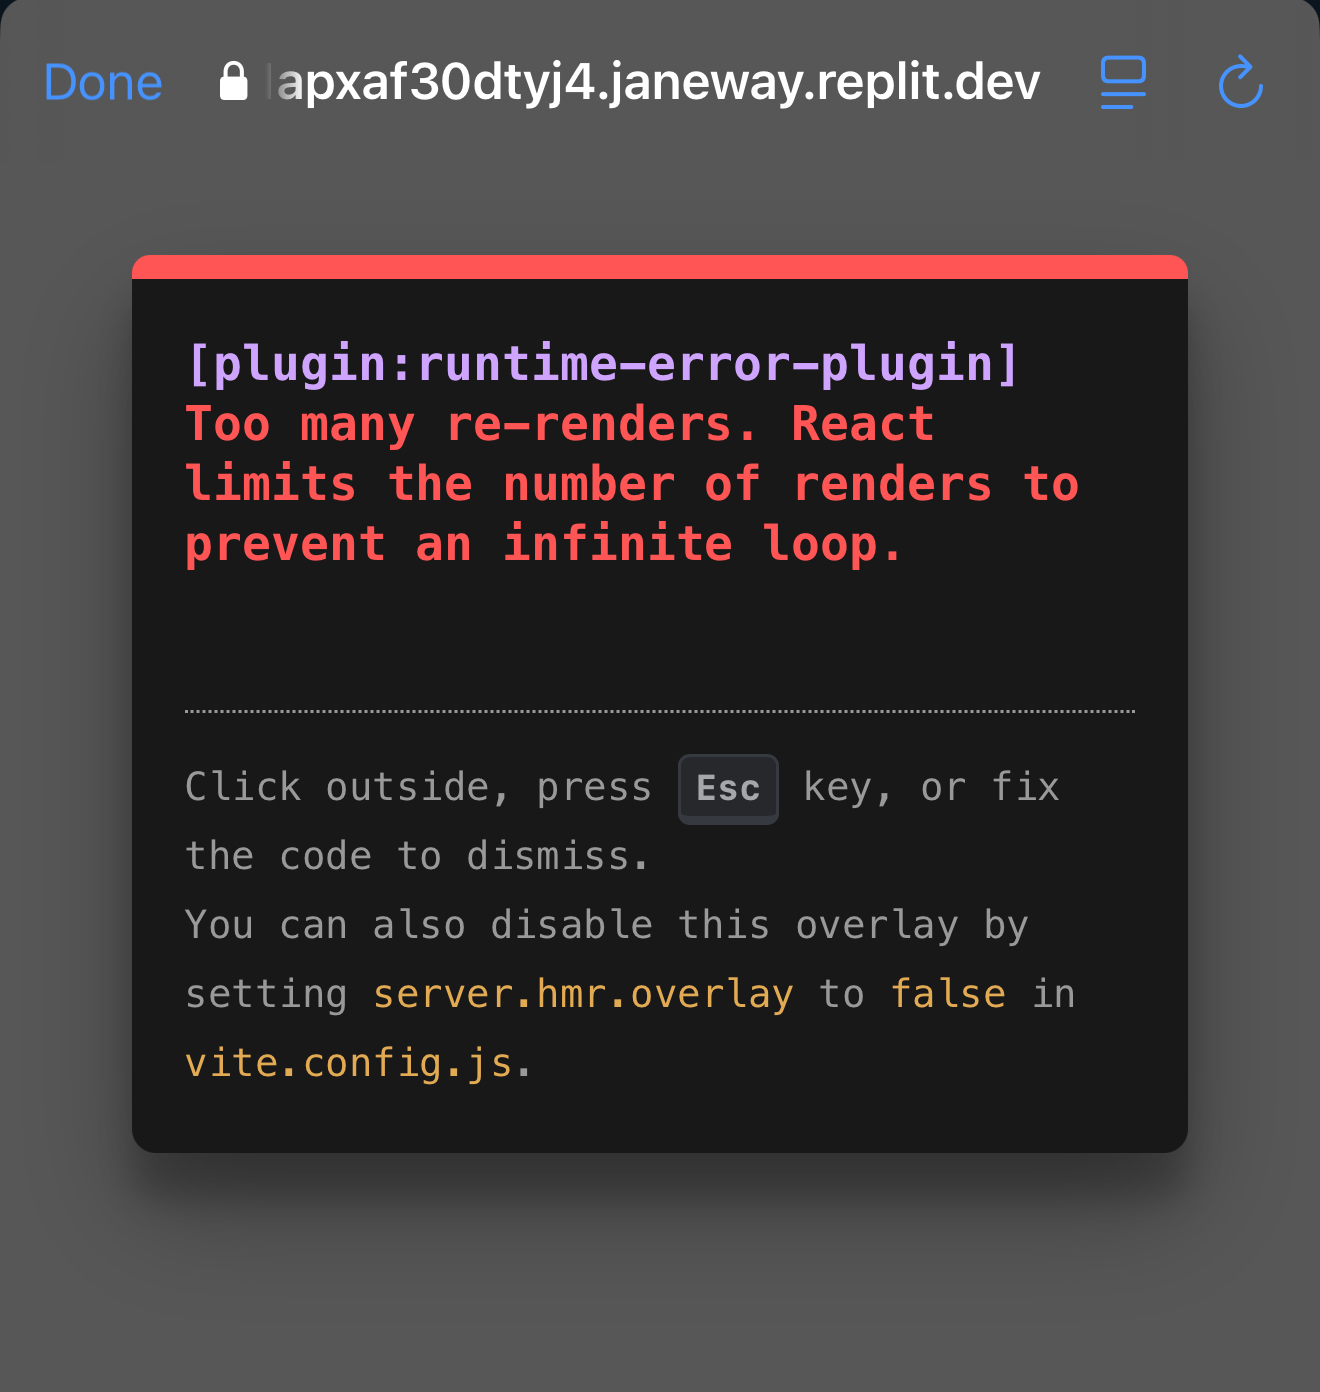 Done apxaf30dtyj4.janeway.replit.dev
[plugin:runtime-error-plugin]
Too many re-renders. React
limits the number of renders to
prevent an infinite loop.
Click outside, press Esc key, or fix
the code to dismiss.
You can also disable this overlay by
setting server.hmr.overlay to false in
vite.config.js.